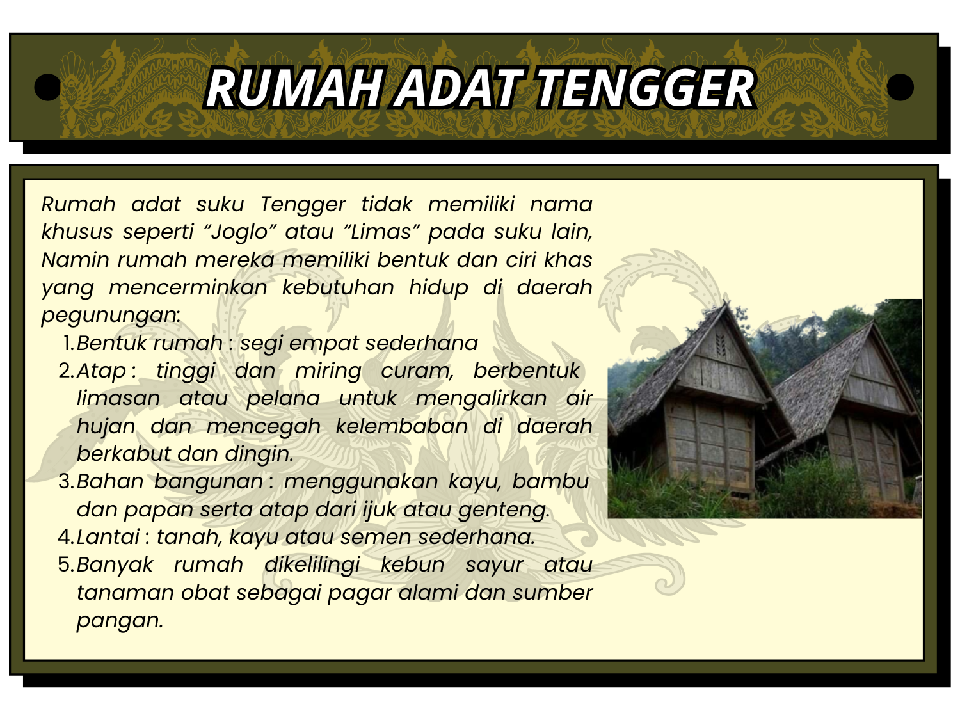 RUMAH ADAT TENGGER
Rumah adat suku Tengger tidak memiliki nama
khusus seperti “Joglo” atau “Limas” pada suku lain,
Namin rumah mereka memiliki bentuk dan ciri khas
yang mencerminkan kebutuhan hidup di daerah
pegunungan:
1.Bentuk rumah : segi empat sederhana
2.Atap : tinggi dan miring curam, berbentuk
limasan atau pelana untuk mengalirkan air
hujan dan mencegah kelembaban di daerah
berkabut dan dingin.
3.Bahan bangunan : menggunakan kayu, bambu
dan papan serta atap dari ijuk atau genteng.
4.Lantai : tanah, kayu atau semen sederhana.
5.Banyak rumah dikelilingi kebun sayur atau
tanaman obat sebagai pagar alami dan sumber
pangan.